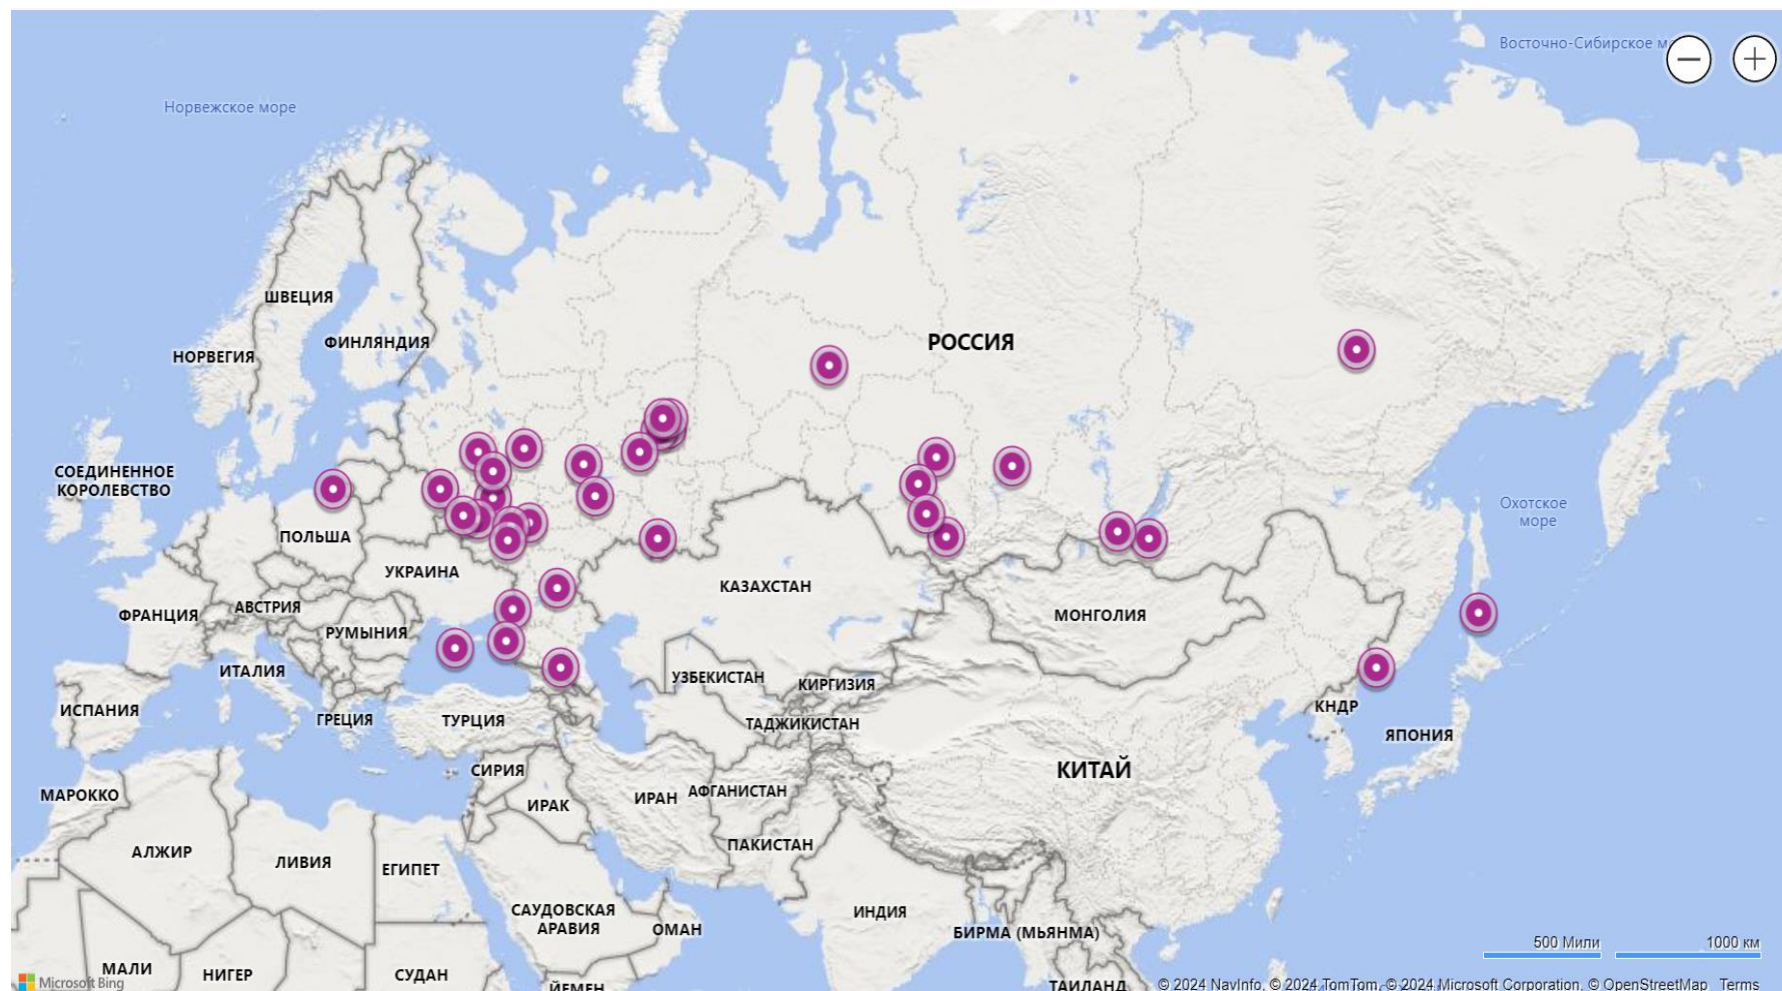 Восточно-Сибирское м
Норвежское море
ШВЕЦИЯ
РОССИЯ
ФИНЛЯНДИЯ
НОРВЕГИЯ
СОЕДИНЕННОЕ
КОРОЛЕВСТВО
Охотское
море
ПОЛЬША
УКРАИНА
КАЗАХСТАН
АВСТРИЯ
ФРАНЦИЯ
МОНГОЛИЯ
РУМЫНИЯ
ИТАЛИЯ
УЗБЕКИСТАН
КИРГИЗИЯ
КНДР
ИСПАНИЯ
ГРЕЦИЯ
ТУРЦИЯ
ТАДЖИКИСТАН
ЯПОНИЯ
СИРИЯ
КИТАЙ
МАРОККО
ИРАК
ИРАН
АФГАНИСТАН
ПАКИСТАН
АЛЖИР
ЛИВИЯ
ЕГИПЕТ
САУДОВСКАЯ
АРАВИЯ
ОМАН
ИНДИЯ
БИРМА (МЬЯНМА)
500 Мили 1000 км
МАЛИ
НИГЕР
СУДАН
ЙЕМЕН
ТАИЛАНД
Microsoft Bing
© 2024 NavInfo, © 2024 TomTom, © 2024 Microsoft Corporation, © OpenStreetMap Terms